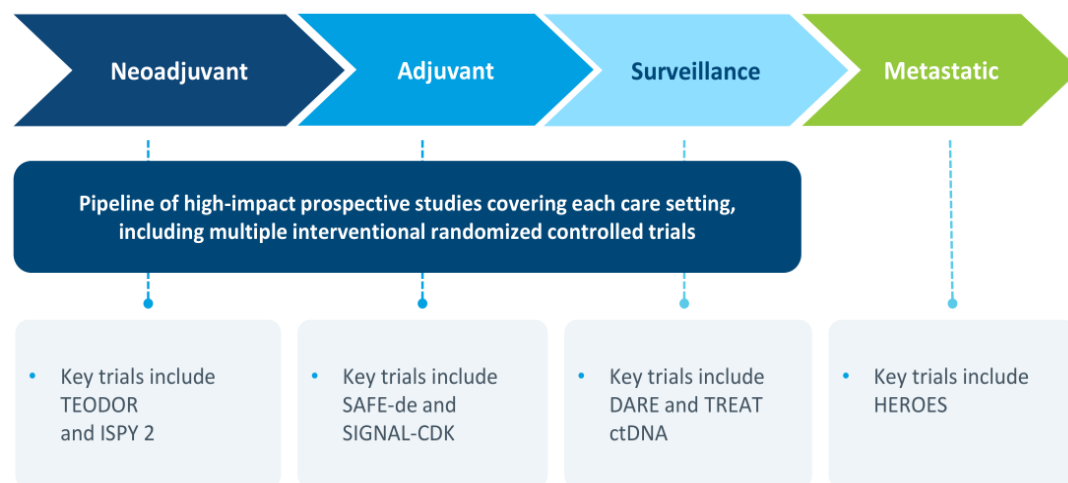 Neoadjuvant
Adjuvant
Surveillance
Metastatic
Pipeline of high-impact prospective studies covering each care setting,
including multiple interventional randomized controlled trials
• Key trials include
TEODOR
and ISPY 2
• Key trials include
SAFE-de and
SIGNAL-CDK
• Key trials include
DARE and TREAT
ctDNA
• Key trials include
HEROES